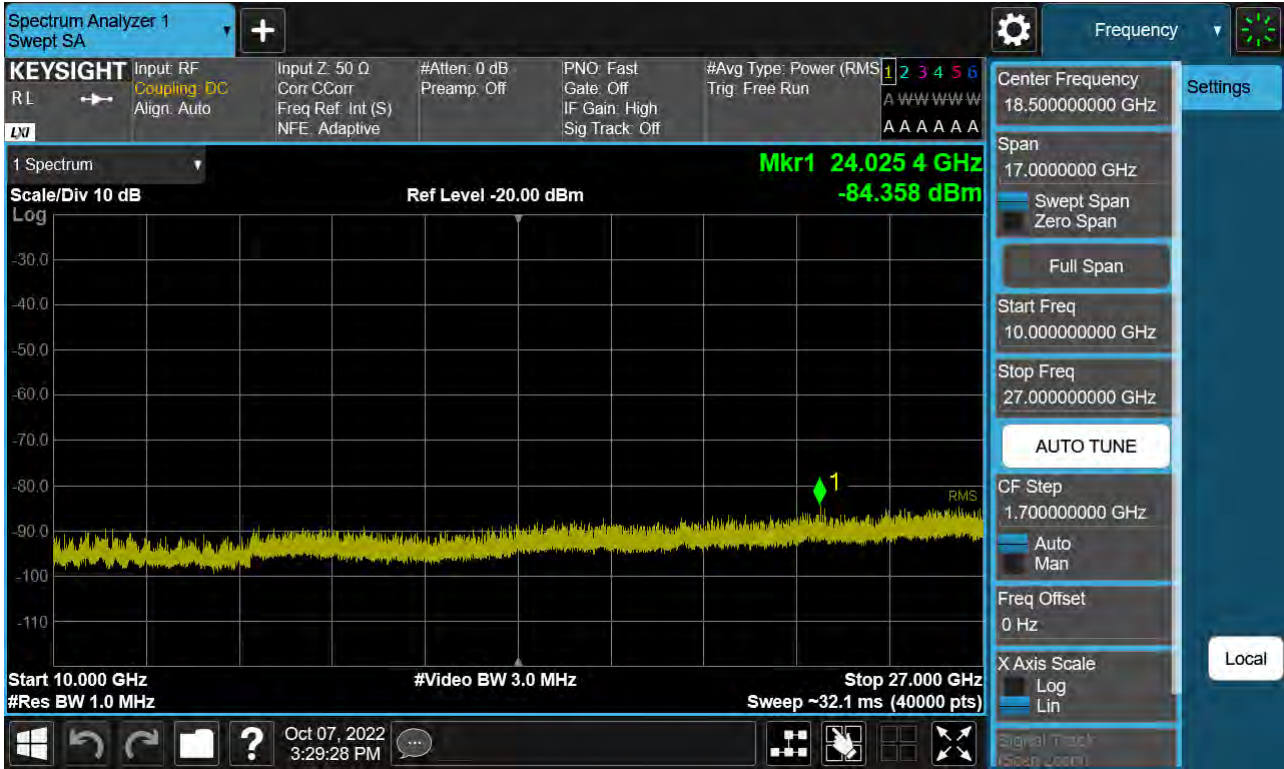 Spectrum Analyzer 1
Swept SA
Frequency
KEYSIGHT
R L
LXI
Input: RF
Coupling: DC
Align: Auto
Input Z: 50 Ω
Corr CCorr
Freq Ref: Int (S)
NFE: Adaptive
#Atten: 0 dB
Preamp: Off
PNO: Fast
Gate: Off
IF Gain: High
Sig Track: Off
#Avg Type: Power (RMS
Trig: Free Run
1 2 3 4 5 6
A W W W W W
A A A A A A
1 Spectrum
Scale/Div 10 dB
Log
Ref Level -20.00 dBm
Mkr1 24.025 4 GHz
-84.358 dBm
-30.0
-40.0
-50.0
-60.0
-70.0
-80.0
-90.0
-100
-110
1
RMS
Start 10.000 GHz
#Res BW 1.0 MHz
#Video BW 3.0 MHz
Stop 27.000 GHz
Sweep ~32.1 ms (40000 pts)
Center Frequency
18.500000000 GHz
Span
17.0000000 GHz
Swept Span
Zero Span
Full Span
Start Freq
10.000000000 GHz
Stop Freq
27.000000000 GHz
AUTO TUNE
CF Step
1.700000000 GHz
Auto
Man
Freq Offset
0 Hz
X Axis Scale
Log
Lin
Signal Track
(Span Zoom)
Settings
Local
?
Oct 07, 2022
3:29:28 PM